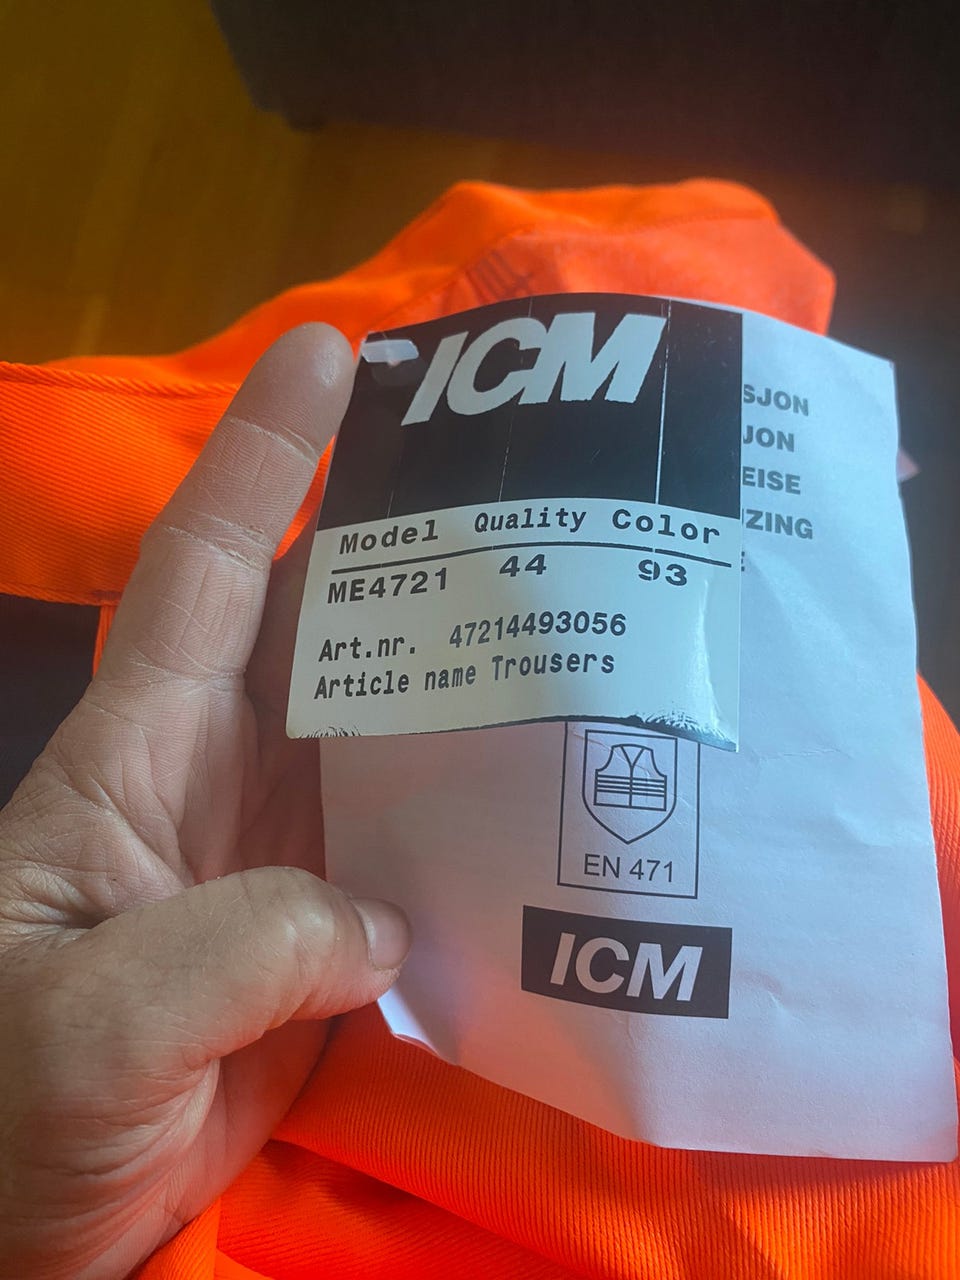 ICM
SJON
JON
EISE
ZING
Model Quality Color
ME4721 44 93
Art.nr. 47214493056
Article name Trousers
EN 471
ICM